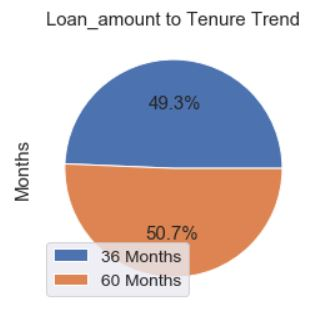 Loan_amount to Tenure Trend
49.3%
Months
50.7%
36 Months
60 Months